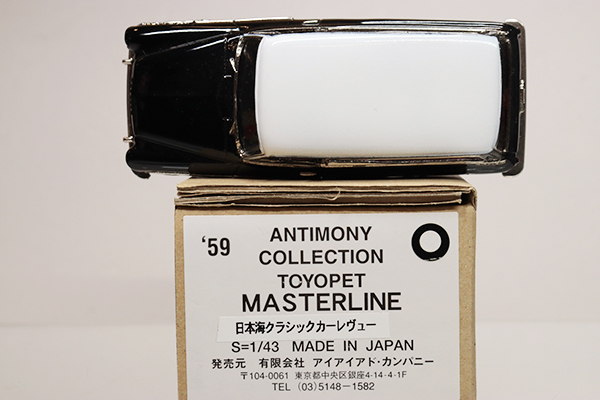 '59
ANTIMONY
COLLECTION
TOYOPET
MASTERLINE
日本海クラシックカーレヴュー
S=1/43 MADE IN JAPAN
発売元 有限会社 アイアイアド・カンパニー
〒104-0061 東京都中央区銀座4-14-4-1F
TEL (03)5148-1582